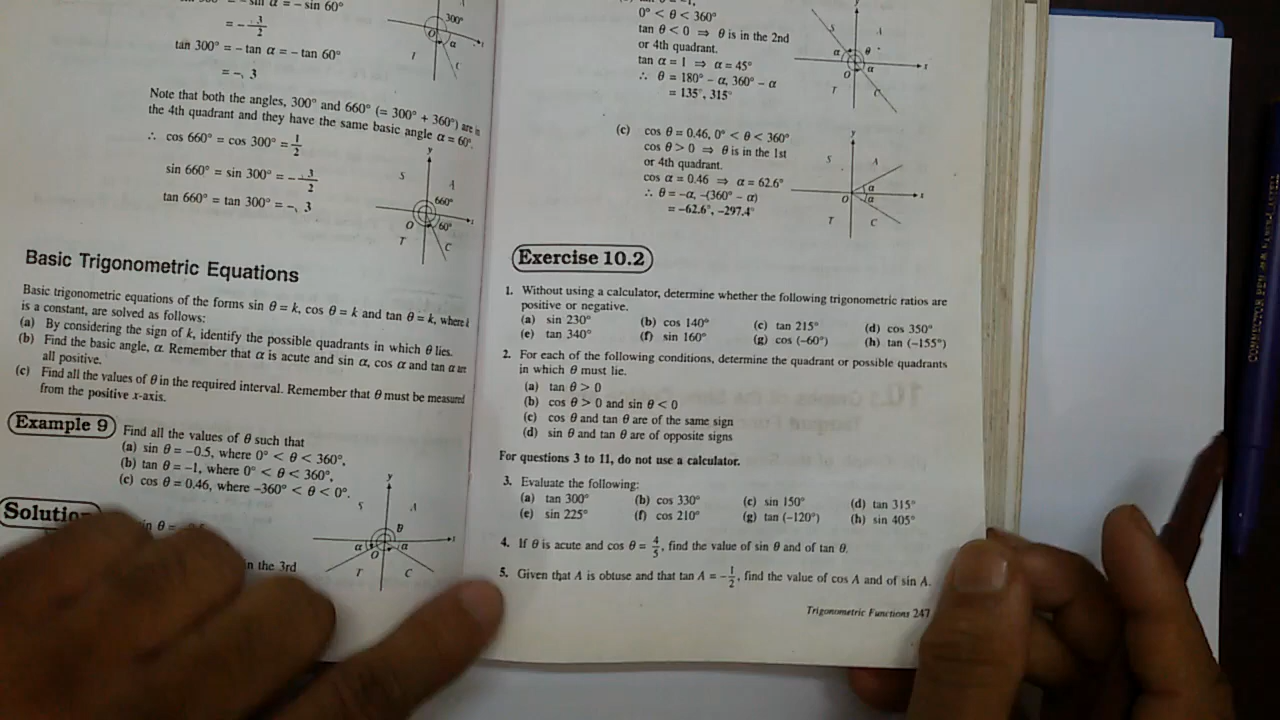 α = − sin 60°
= −3/2
tan 300° = − tan α = − tan 60°
= −, 3
300°
O
α
T
C
Note that both the angles, 300° and 660° (= 300° + 360°) are in
the 4th quadrant and they have the same basic angle α = 60°.
∴ cos 660° = cos 300° = 1/2
sin 660° = sin 300° = −3/2
tan 660° = tan 300° = −, 3
y
S
A
660°
x
O
60°
T
C
Basic Trigonometric Equations
Basic trigonometric equations of the forms sin θ = k, cos θ = k and tan θ = k, where k
is a constant, are solved as follows:
(a) By considering the sign of k, identify the possible quadrants in which θ lies.
(b) Find the basic angle, α. Remember that α is acute and sin α, cos α and tan α are
all positive.
(c) Find all the values of θ in the required interval. Remember that θ must be measured
from the positive x-axis.
Example 9
Find all the values of θ such that
(a) sin θ = −0.5, where 0° < θ < 360°,
(b) tan θ = −1, where 0° < θ < 360°,
(c) cos θ = 0.46, where −360° < θ < 0°.
Solution
in the 3rd
y
S
A
θ
α
O
α
x
T
C
0° < θ < 360°
tan θ < 0 ⇒ θ is in the 2nd
or 4th quadrant.
tan α = 1 ⇒ α = 45°
∴ θ = 180° − α, 360° − α
= 135°, 315°
y
S
A
α
θ
x
O
α
T
C
(c) cos θ = 0.46, 0° < θ < 360°
cos θ > 0 ⇒ θ is in the 1st
or 4th quadrant.
cos α = 0.46 ⇒ α = 62.6°
∴ θ = −α, −(360° − α)
= −62.6°, −297.4°
y
S
A
α
O
α
x
T
C
Exercise 10.2
1. Without using a calculator, determine whether the following trigonometric ratios are
positive or negative.
(a) sin 230° (b) cos 140° (c) tan 215° (d) cos 350°
(e) tan 340° (f) sin 160° (g) cos (−60°) (h) tan (−155°)
2. For each of the following conditions, determine the quadrant or possible quadrants
in which θ must lie.
(a) tan θ > 0
(b) cos θ > 0 and sin θ < 0
(c) cos θ and tan θ are of the same sign
(d) sin θ and tan θ are of opposite signs
For questions 3 to 11, do not use a calculator.
3. Evaluate the following:
(a) tan 300° (b) cos 330° (c) sin 150° (d) tan 315°
(e) sin 225° (f) cos 210° (g) tan (−120°) (h) sin 405°
4. If θ is acute and cos θ = 4/5, find the value of sin θ and of tan θ.
5. Given that A is obtuse and that tan A = −1/2, find the value of cos A and of sin A.
Trigonometric Functions 247